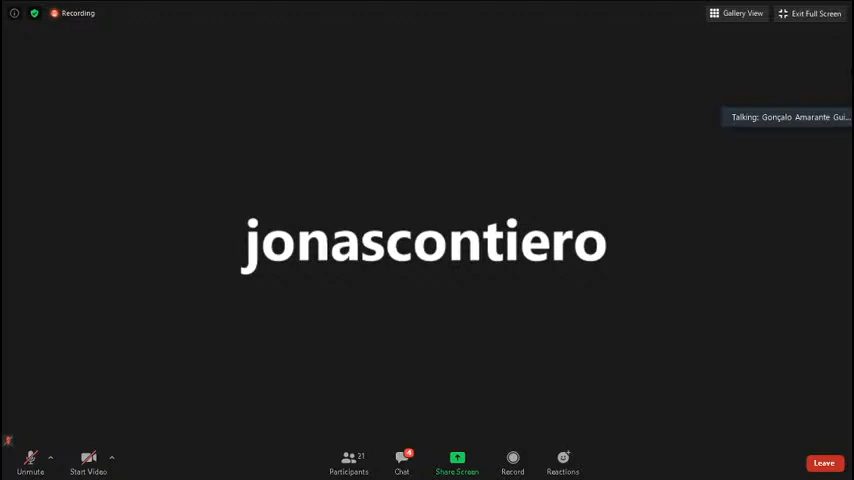 Recording
Gallery View
Exit Full Screen
Talking: Gonçalo Amarante Gui...
jonascontiero
Unmute
Start Video
21
Participants
4
Chat
Share Screen
Record
Reactions
Leave